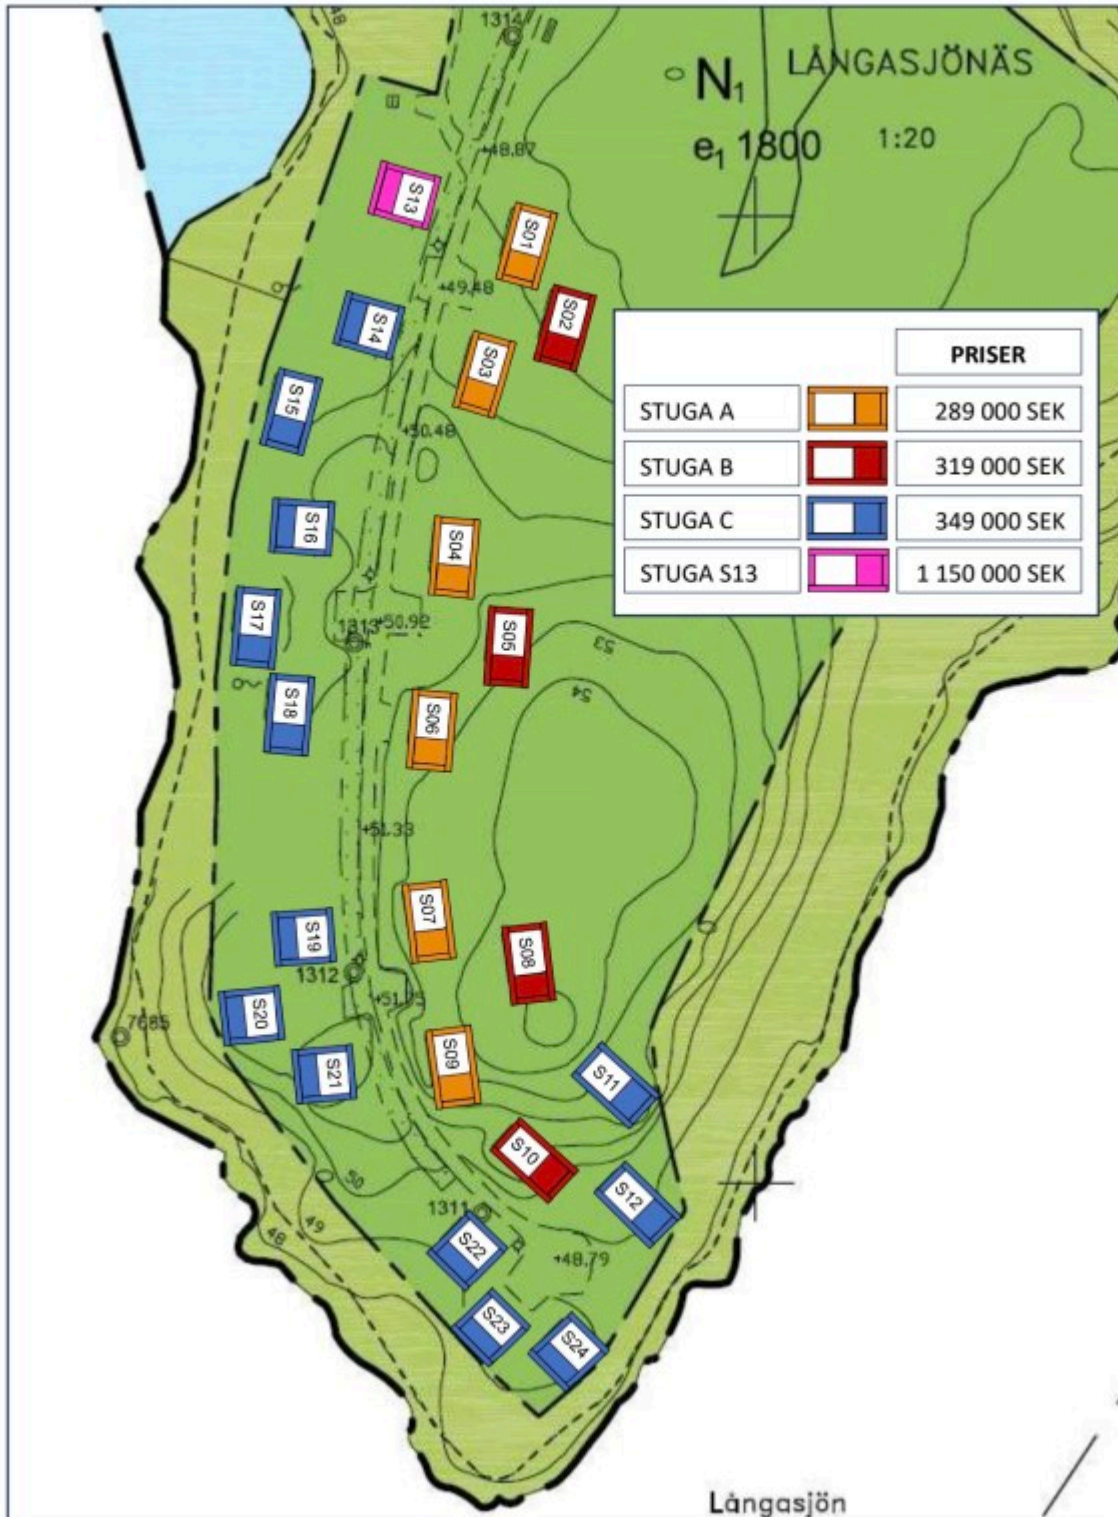 48
1314
N1
LÅNGASJÖNÄS
e1 1800
1:20
+48.87
S13
S01
+49.48
S02
S14
S03
PRISER
STUGA A 289 000 SEK
STUGA B 319 000 SEK
STUGA C 349 000 SEK
STUGA S13 1 150 000 SEK
S15
+50.48
S16
S04
S17
1313
+50.92
S05
53
54
S18
S06
+51.33
S07
S19
S08
1312
+51.75
S20
7685
S21
S09
S11
S10
50
S12
49
48
1311
S22
+48.79
S23
S24
Långasjön